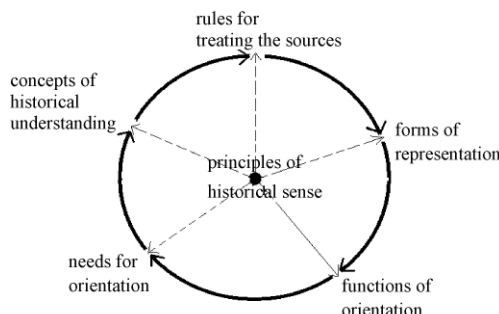 rules for
treating the sources
concepts of
historical
understanding
forms of
representation
principles of
historical sense
needs for
orientation
functions of
orientation